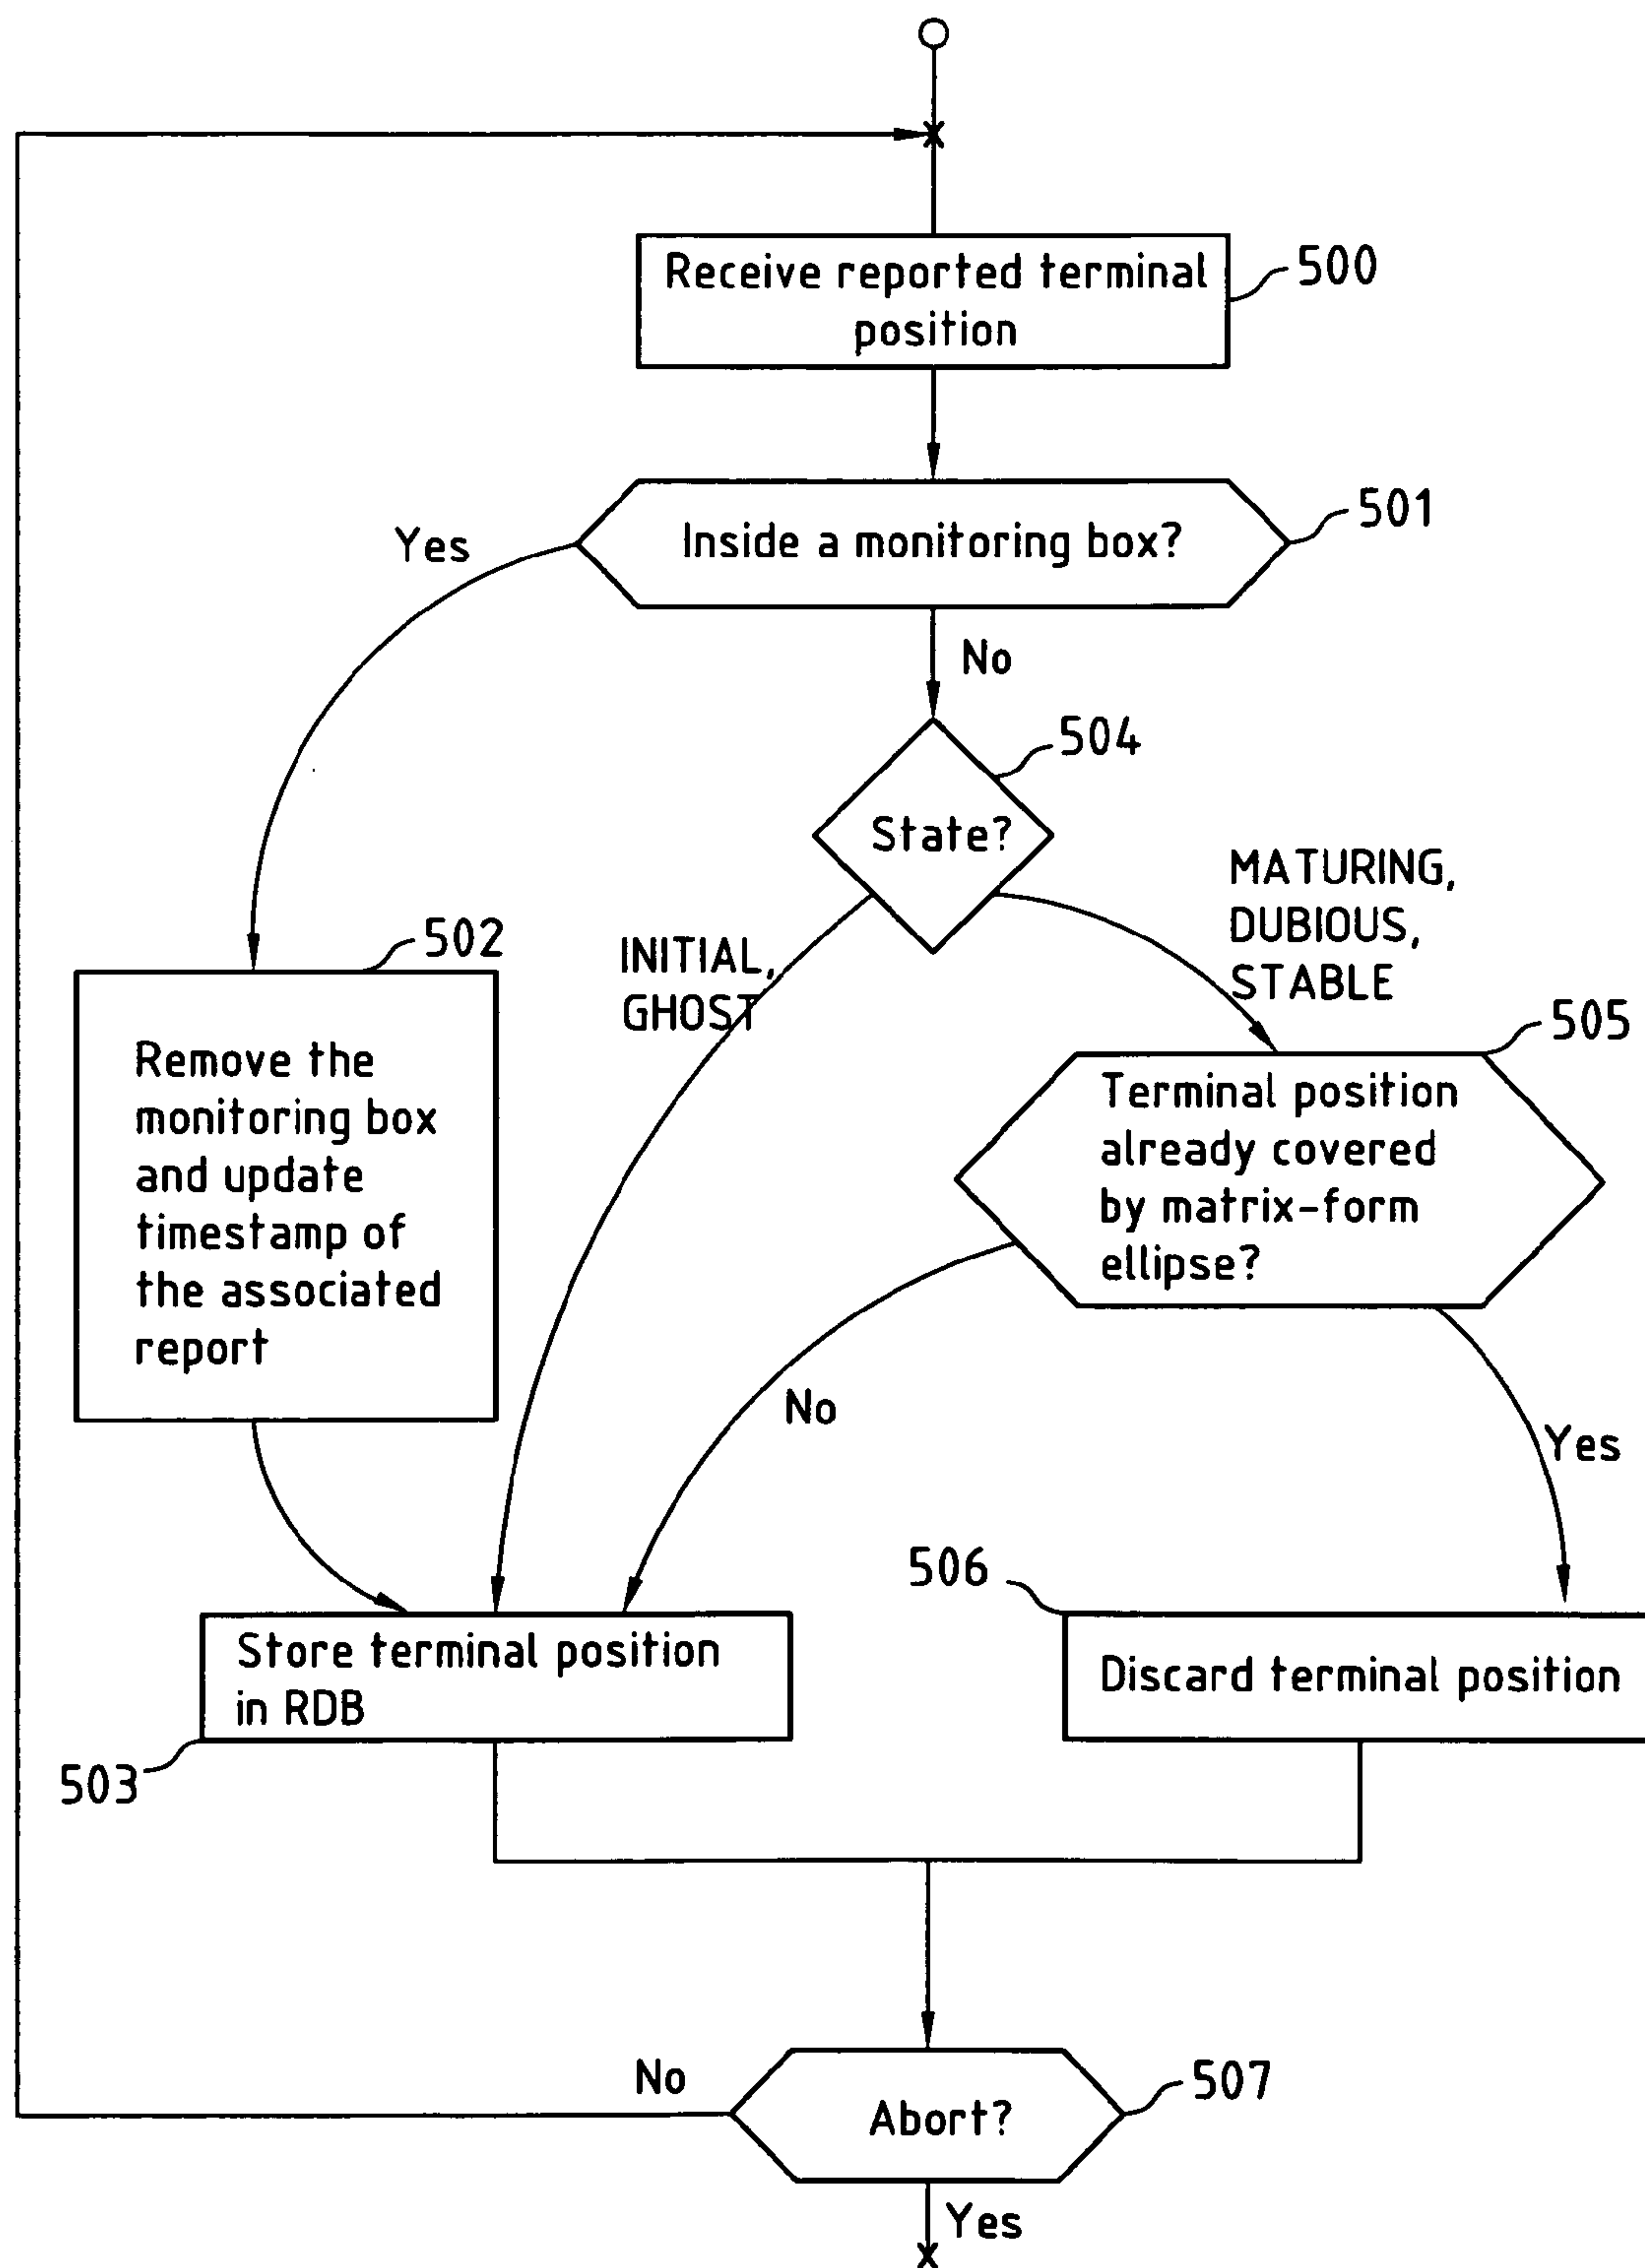 Receive reported terminal
position
500
Inside a monitoring box?
501
Yes
No
504
State?
MATURING,
DUBIOUS,
STABLE
INITIAL,
GHOST
502
Remove the
monitoring box
and update
timestamp of
the associated
report
505
Terminal position
already covered
by matrix-form
ellipse?
No
Yes
506
Store terminal position
in RDB
503
Discard terminal position
No
Abort?
507
Yes